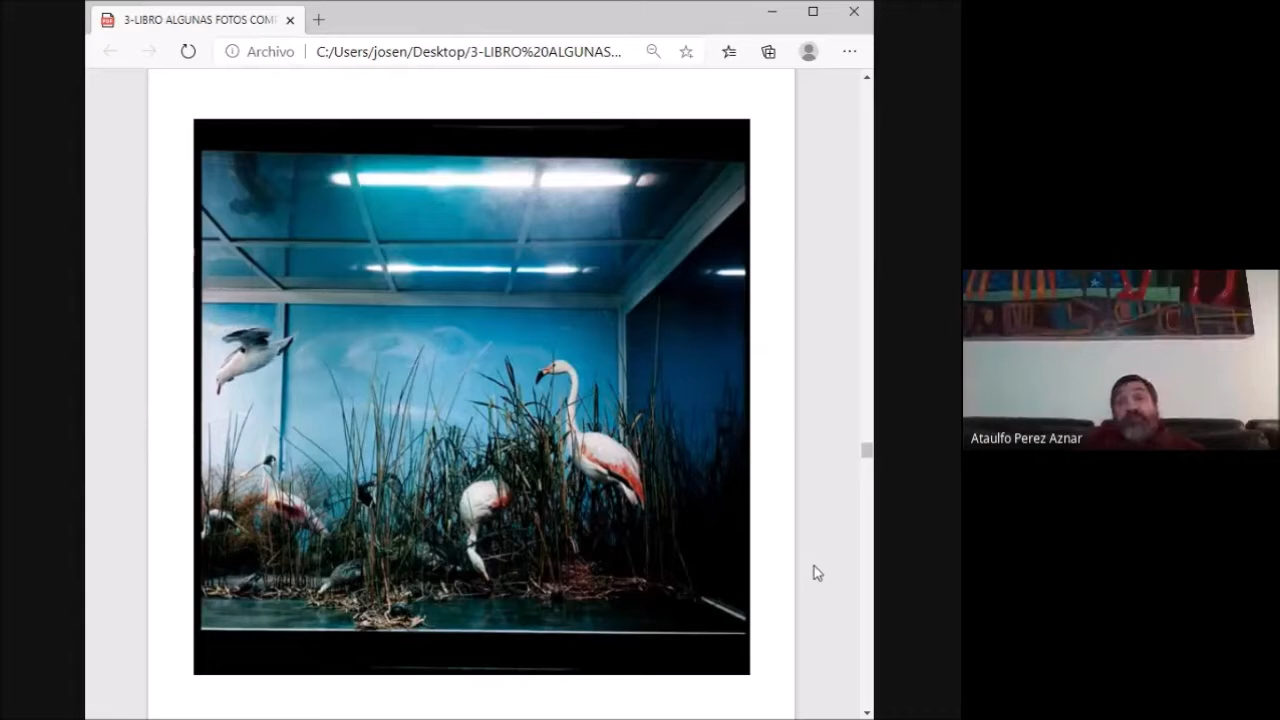 3-LIBRO ALGUNAS FOTOS COM
Archivo
C:/Users/josen/Desktop/3-LIBRO%20ALGUNAS...
Ataulfo Perez Aznar